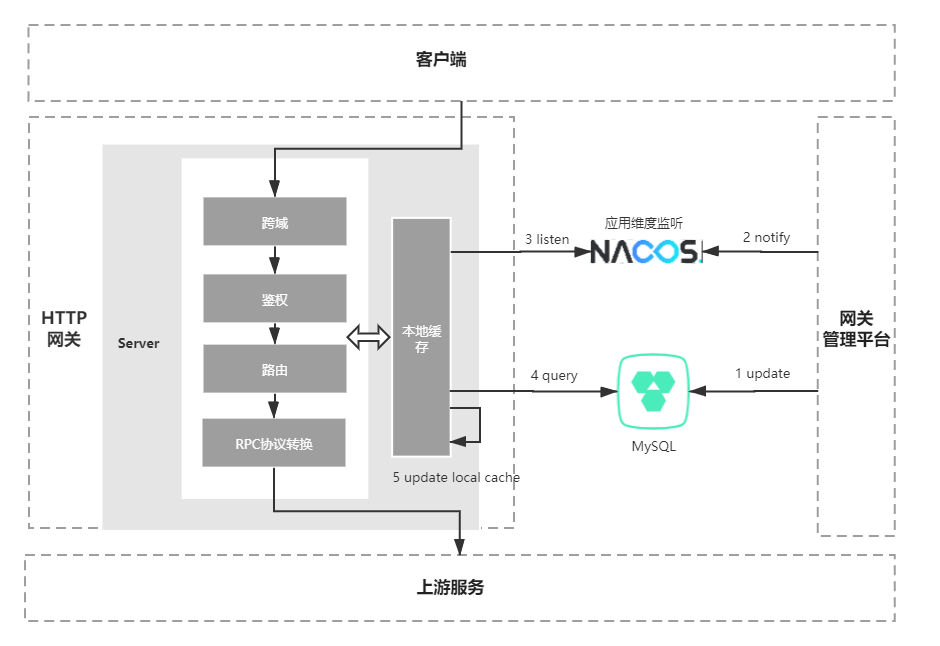 客户端
HTTP
网关
Server
跨域
鉴权
路由
RPC协议转换
本地缓
存
3 listen
应用维度监听
NACOS.
2 notify
4 query
1 update
MySQL
5 update local cache
网关
管理平台
上游服务